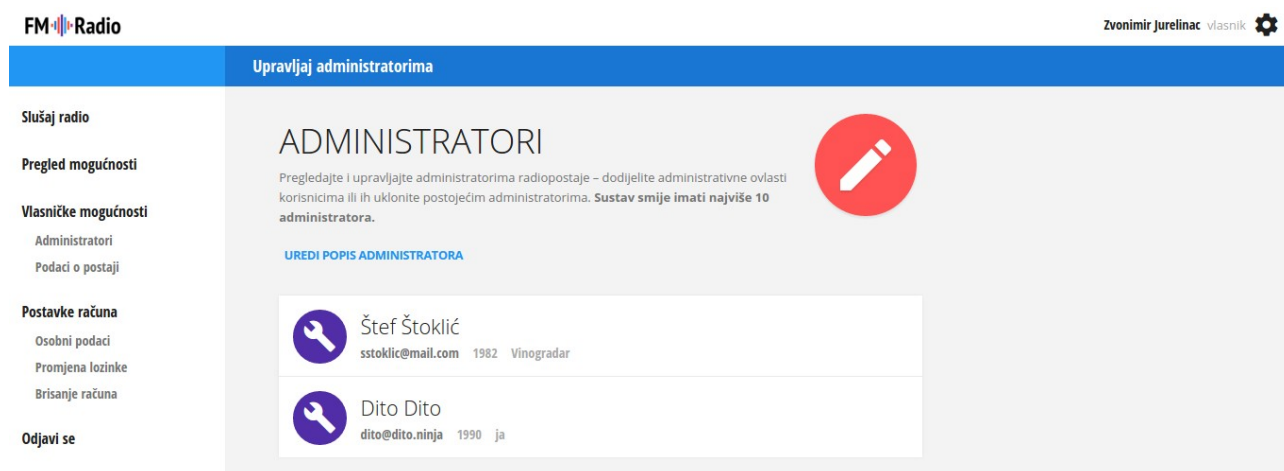 FM Radio
Zvonimir Jurelinac vlasnik
Upravljaj administratorima
Slušaj radio
Pregled mogućnosti
Vlasničke mogućnosti
Administratori
Podaci o postaji
Postavke računa
Osobni podaci
Promjena lozinke
Brisanje računa
Odjavi se
ADMINISTRATORI
Pregledajte i upravljajte administratorima radiopostaje – dodijelite administrativne ovlasti
korisnicima ili ih uklonite postojećim administratorima. Sustav smije imati najviše 10
administratora.
UREDI POPIS ADMINISTRATORA
Štef Štoklić
sstoklic@mail.com 1982 Vinogradar
Dito Dito
dito@dito.ninja 1990 ja